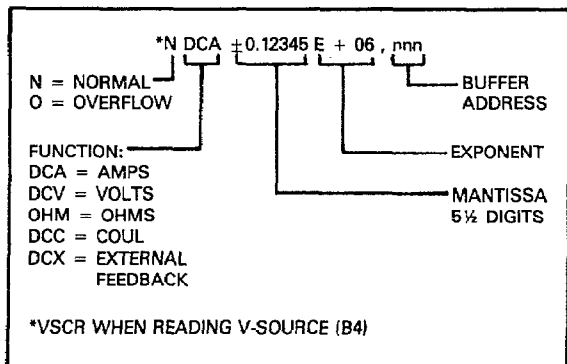 *N DCA ±0.12345 E + 06, nnn
N = NORMAL
O = OVERFLOW
BUFFER
ADDRESS
FUNCTION:
DCA = AMPS
DCV = VOLTS
OHM = OHMS
DCC = COUL
DCX = EXTERNAL
FEEDBACK
EXPONENT
MANTISSA
5½ DIGITS
*VSCR WHEN READING V-SOURCE (B4)